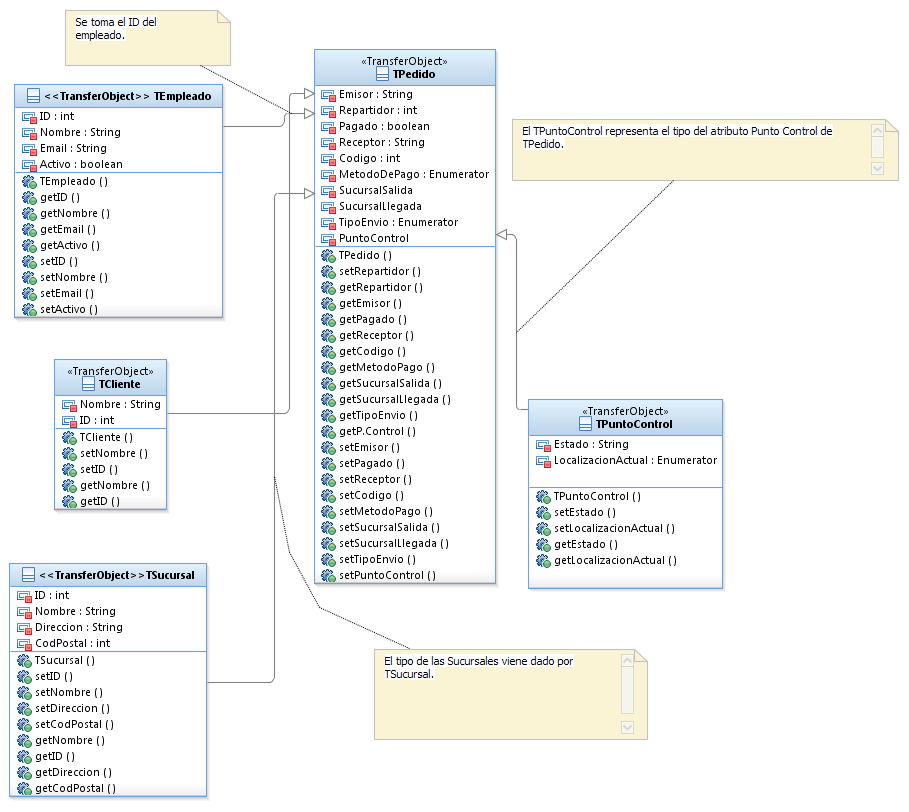 Se toma el ID del
empleado.
<<TransferObject>> TEmpleado
ID : int
Nombre : String
Email : String
Activo : boolean
TEmpleado ( )
getID ( )
getNombre ( )
getEmail ( )
getActivo ( )
setID ( )
setNombre ( )
setEmail ( )
setActivo ( )
«TransferObject»
TPedido
Emisor : String
Repartidor : int
Pagado : boolean
Receptor : String
Codigo : int
MetodoDePago : Enumerator
SucursalSalida
SucursalLlegada
TipoEnvio : Enumerator
PuntoControl
TPedido ( )
setRepartidor ( )
getRepartidor ( )
getEmisor ( )
getPagado ( )
getReceptor ( )
getCodigo ( )
getMetodoPago ( )
getSucursalSalida ( )
getSucursalLlegada ( )
getTipoEnvio ( )
getP.Control ( )
setEmisor ( )
setPagado ( )
setReceptor ( )
setCodigo ( )
setMetodoPago ( )
setSucursalSalida ( )
setSucursalLlegada ( )
setTipoEnvio ( )
setPuntoControl ( )
El TPuntoControl representa el tipo del atributo Punto Control de
TPedido.
«TransferObject»
TCliente
Nombre : String
ID : int
TCliente ( )
setNombre ( )
setID ( )
getNombre ( )
getID ( )
«TransferObject»
TPuntoControl
Estado : String
LocalizacionActual : Enumerator
TPuntoControl ( )
setEstado ( )
setLocalizacionActual ( )
getEstado ( )
getLocalizacionActual ( )
<<TransferObject>>TSucursal
ID : int
Nombre : String
Direccion : String
CodPostal : int
TSucursal ( )
setID ( )
setNombre ( )
setDireccion ( )
setCodPostal ( )
getNombre ( )
getID ( )
getDireccion ( )
getCodPostal ( )
El tipo de las Sucursales viene dado por
TSucursal.